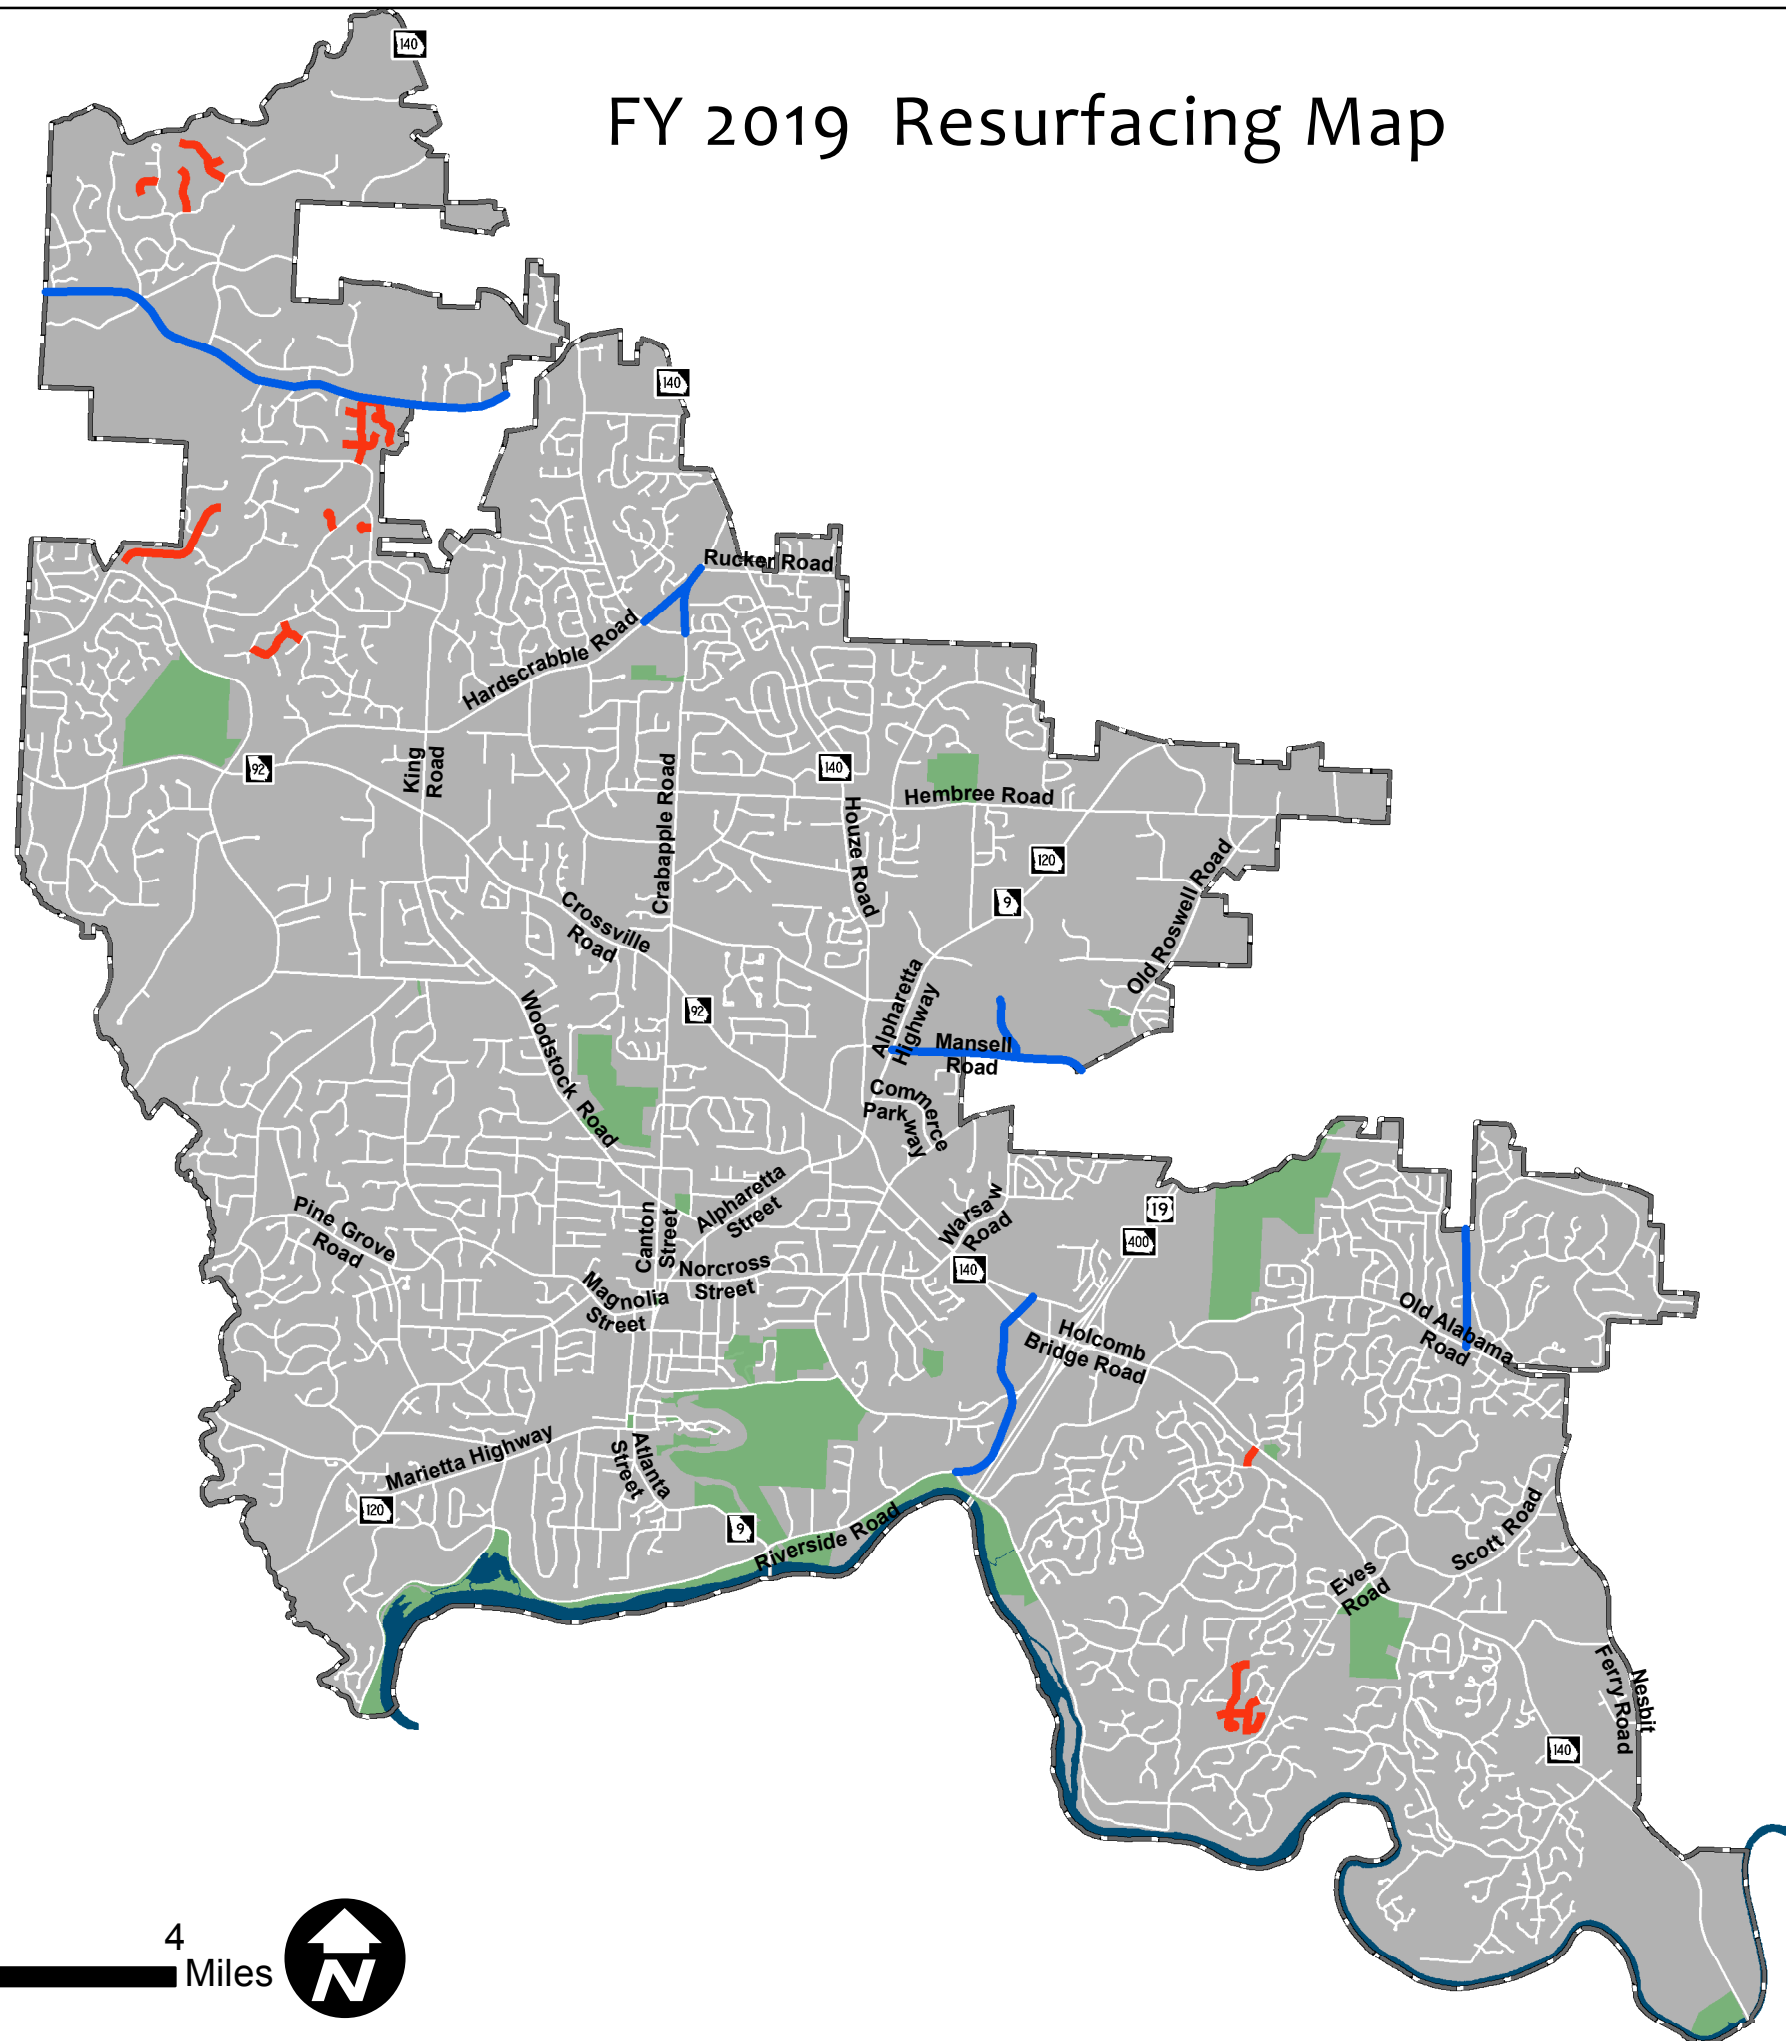 140
FY 2019 Resurfacing Map
140
Rucker Road
Hardscrabble Road
92
King
Road
140
Hembree Road
Crabapple Road
Houze Road
120
9
Old Roswell Road
Crossville
Road
Alpharetta
Highway
92
Woodstock Road
Mansell
Road
Commerce
Parkway
Alpharetta
Street
Canton
Street
Warsaw
Road
19
400
Pine Grove
Road
Norcross
Street
140
Magnolia
Street
Holcomb
Bridge Road
Old Alabama
Road
Marietta Highway
Atlanta
Street
120
9
Riverside Road
Scott Road
Eves
Road
Nesbit
Ferry Road
140
4
Miles
N